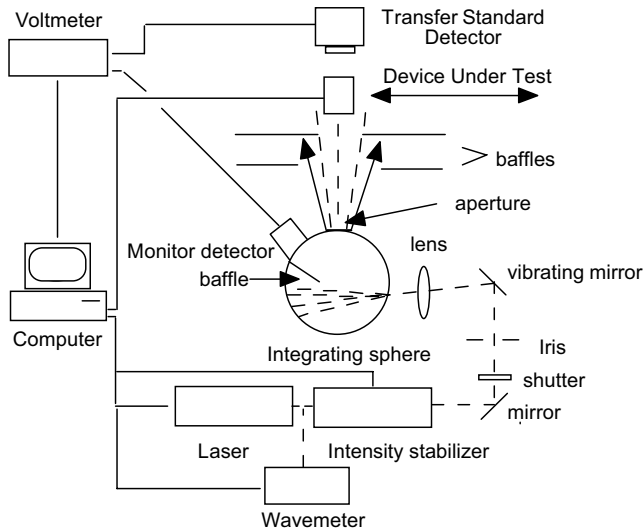 Voltmeter
Transfer Standard
Detector
Device Under Test
baffles
aperture
lens
Monitor detector
baffle
vibrating mirror
Computer
Integrating sphere
Iris
shutter
mirror
Laser
Intensity stabilizer
Wavemeter